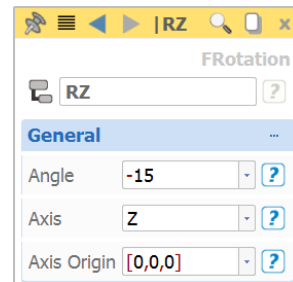 |RZ
FRotation
RZ ?
General ...
Angle -15 ?
Axis Z ?
Axis Origin [0,0,0] ?